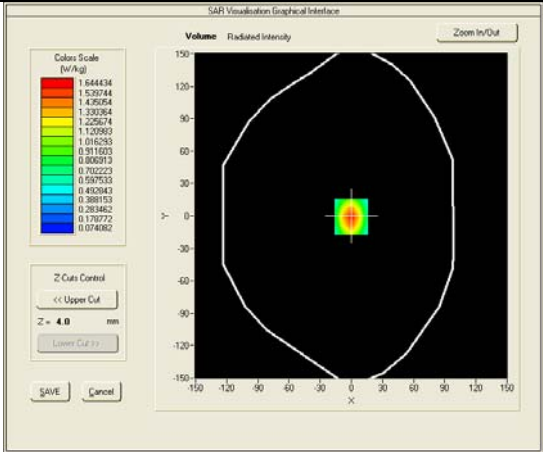 SAR Visualisation Graphical Interface
Volume Radiated Intensity
Zoom In/Out
Colors Scale
(W/kg)
1.644434
1.539744
1.435054
1.330364
1.225674
1.120983
1.016293
0.911603
0.806913
0.702223
0.597533
0.492843
0.388153
0.283462
0.178772
0.074082
Z-Cuts Control
<< Upper Cut
Z = 4.0 mm
Lower Cut >>
SAVE Cancel
150-
120-
90-
60-
30-
Y 0-
-30-
-60-
-90-
-120-
-150-
-150 -120 -90 -60 -30 0 30 60 90 120 150
X